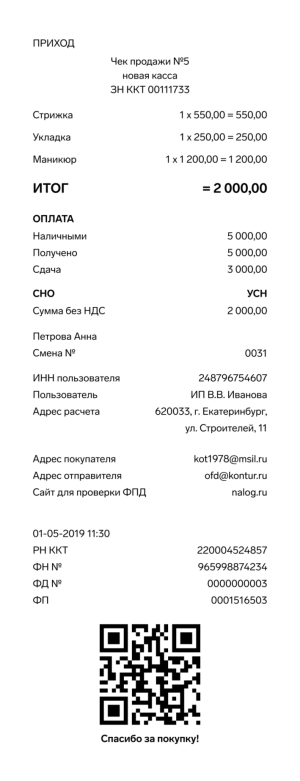 ПРИХОД
Чек продажи №5
новая касса
ЗН ККТ 00111733
Стрижка 1 x 550,00 = 550,00
Укладка 1 x 250,00 = 250,00
Маникюр 1 x 1 200,00 = 1 200,00
ИТОГ = 2 000,00
ОПЛАТА
Наличными 5 000,00
Получено 5 000,00
Сдача 3 000,00
СНО УСН
Сумма без НДС 2 000,00
Петрова Анна
Смена № 0031
ИНН пользователя 248796754607
Пользователь ИП В.В. Иванова
Адрес расчета 620033, г. Екатеринбург,
ул. Строителей, 11
Адрес покупателя kot1978@msil.ru
Адрес отправителя ofd@kontur.ru
Сайт для проверки ФПД nalog.ru
01-05-2019 11:30
РН ККТ 220004524857
ФН № 965998874234
ФД № 0000000003
ФП 0001516503
Спасибо за покупку!